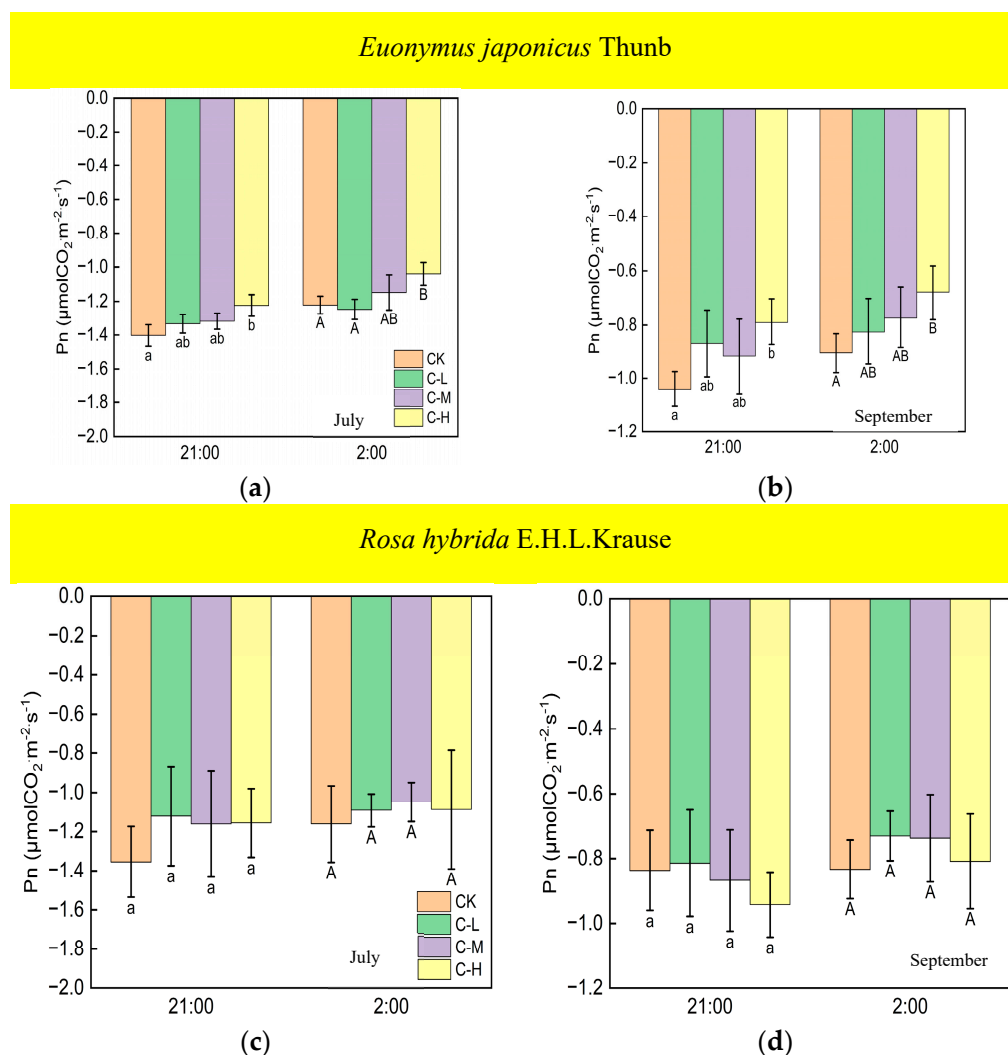 Euonymus japonicus Thunb
0.0
−0.2
−0.4
−0.6
−0.8
−1.0
−1.2
−1.4
−1.6
−1.8
−2.0
Pn (μmolCO₂·m⁻²·s⁻¹)
a ab ab b
A A AB B
CK
C-L
C-M
C-H
July
21:00 2:00
(a)
0.0
−0.2
−0.4
−0.6
−0.8
−1.0
−1.2
Pn (μmolCO₂·m⁻²s⁻¹)
a ab ab b
A AB AB B
September
21:00 2:00
(b)
Rosa hybrida E.H.L.Krause
0.0
−0.2
−0.4
−0.6
−0.8
−1.0
−1.2
−1.4
−1.6
−1.8
−2.0
Pn (μmolCO₂·m⁻²·s⁻¹)
a a a a
A A A A
CK
C-L
C-M
C-H
July
21:00 2:00
(c)
0.0
−0.2
−0.4
−0.6
−0.8
−1.0
−1.2
Pn (μmolCO₂·m⁻²·s⁻¹)
a a a a
A A A A
September
21:00 2:00
(d)